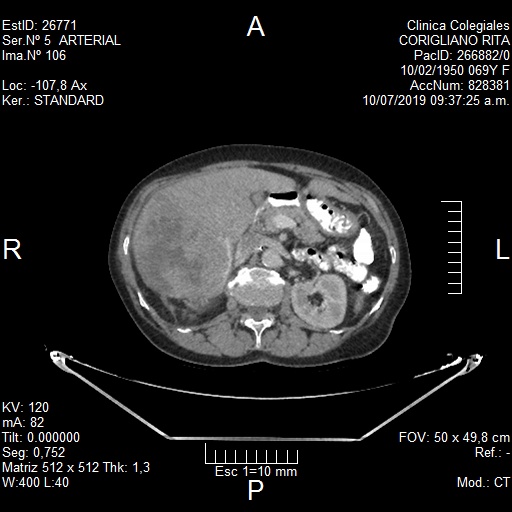 EstID: 26771
Ser.Nº 5 ARTERIAL
Ima.Nº 106
Loc: -107,8 Ax
Ker.: STANDARD
A
Clinica Colegiales
CORIGLIANO RITA
PacID: 266882/0
10/02/1950 069Y F
AccNum: 828381
10/07/2019 09:37:25 a.m.
R
L
KV: 120
mA: 82
Tilt: 0.000000
Seg: 0,752
Matriz 512 x 512 Thk: 1,3
W:400 L:40
Esc 1=10 mm
P
FOV: 50 x 49,8 cm
Ref.: -
Mod.: CT